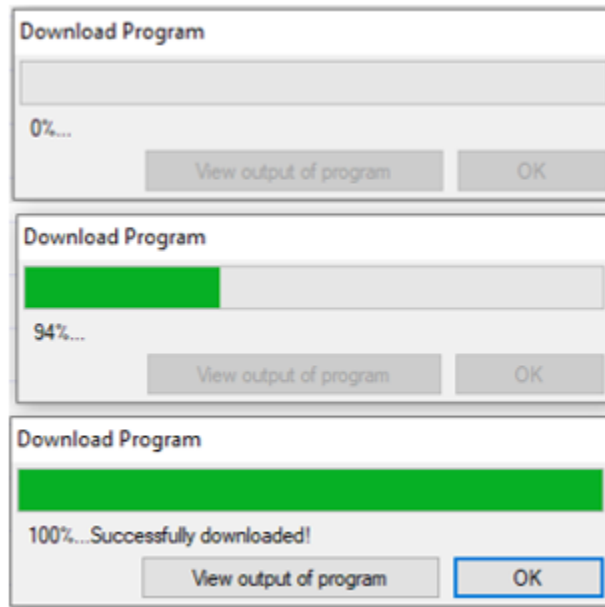 Download Program
0%...
View output of program OK
Download Program
94%...
View output of program OK
Download Program
100%...Successfully downloaded!
View output of program OK